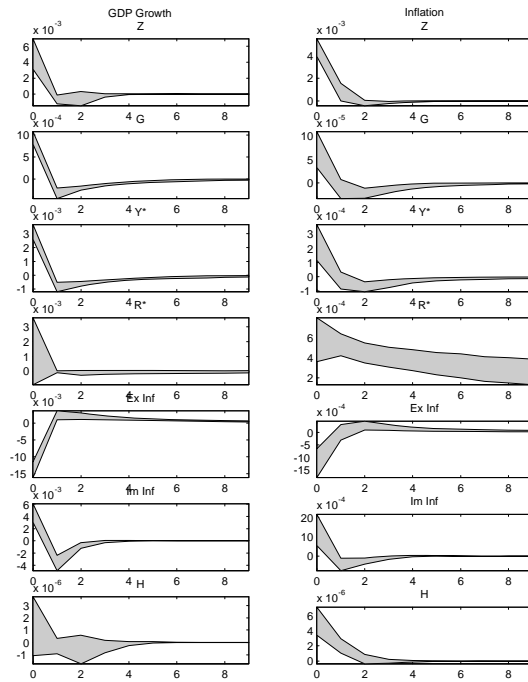 GDP Growth
Z
x 10⁻³
6
4
2
0
0 2 4 6 8
G
x 10⁻⁴
10
5
0
0 2 4 6 8
Y*
x 10⁻³
3
2
1
0
-1
0 2 4 6 8
R*
x 10⁻³
3
2
1
0
0 2 4 6 8
Ex Inf
x 10⁻³
0
-5
-10
-15
0 2 4 6 8
Im Inf
x 10⁻³
6
4
2
0
-2
-4
0 2 4 6 8
H
x 10⁻⁶
3
2
1
0
-1
0 2 4 6 8
Inflation
Z
x 10⁻³
4
2
0
0 2 4 6 8
G
x 10⁻⁵
10
5
0
0 2 4 6 8
Y*
x 10⁻⁴
3
2
1
0
-1
0 2 4 6 8
R*
x 10⁻⁴
6
4
2
0 2 4 6 8
Ex Inf
x 10⁻⁴
0
-5
-10
-15
0 2 4 6 8
Im Inf
x 10⁻⁴
20
10
0
0 2 4 6 8
H
x 10⁻⁶
6
4
2
0
0 2 4 6 8